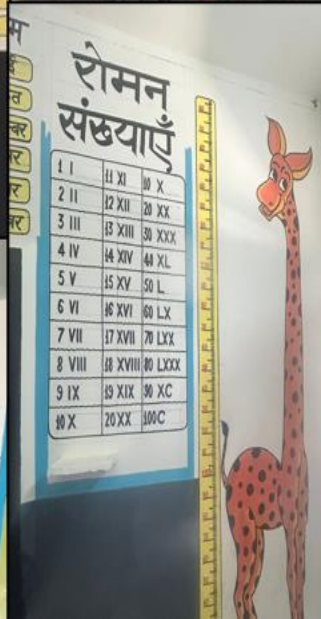 रोमन
संख्याएँ
1 I 11 XI 10 X
2 II 12 XII 20 XX
3 III 13 XIII 30 XXX
4 IV 14 XIV 40 XL
5 V 15 XV 50 L
6 VI 16 XVI 60 LX
7 VII 17 XVII 70 LXX
8 VIII 18 XVIII 80 LXXX
9 IX 19 XIX 90 XC
10 X 20 XX 100 C